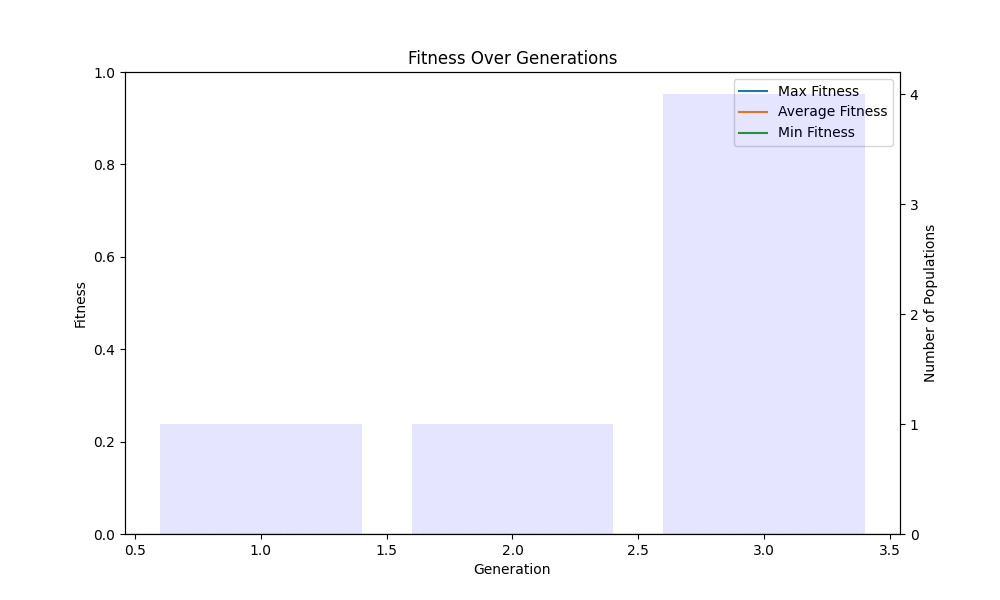 Fitness Over Generations
Max Fitness
Average Fitness
Min Fitness
1.0
0.8
0.6
0.4
0.2
0.0
Fitness
4
3
2
1
0
Number of Populations
0.5
1.0
1.5
2.0
2.5
3.0
3.5
Generation